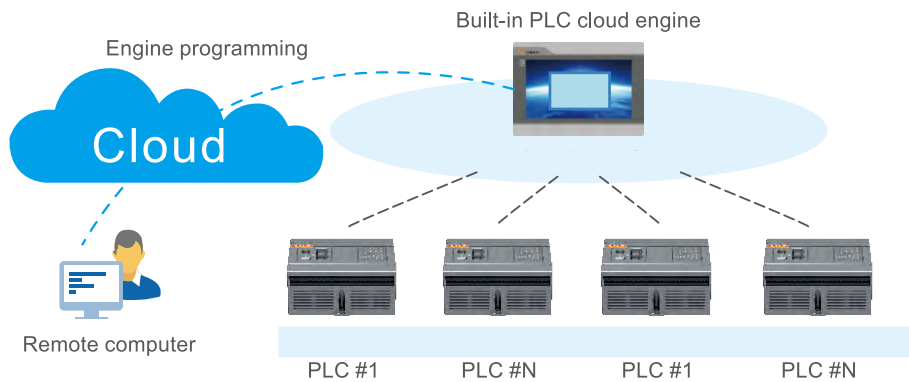 Built-in PLC cloud engine
Engine programming
Cloud
Remote computer
PLC #1
PLC #N
PLC #1
PLC #N